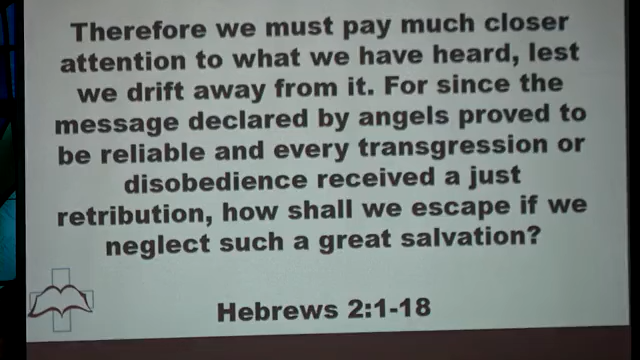 Therefore we must pay much closer
attention to what we have heard, lest
we drift away from it. For since the
message declared by angels proved to
be reliable and every transgression or
disobedience received a just
retribution, how shall we escape if we
neglect such a great salvation?
Hebrews 2:1-18